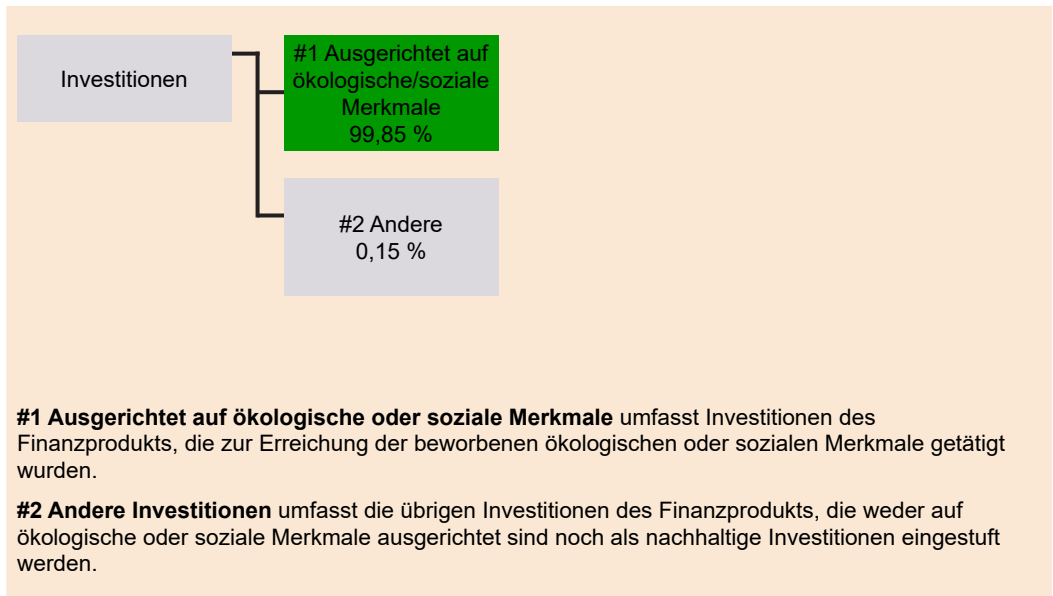 Investitionen
#1 Ausgerichtet auf
ökologische/soziale
Merkmale
99,85 %
#2 Andere
0,15 %
#1 Ausgerichtet auf ökologische oder soziale Merkmale umfasst Investitionen des
Finanzprodukts, die zur Erreichung der beworbenen ökologischen oder sozialen Merkmale getätigt
wurden.
#2 Andere Investitionen umfasst die übrigen Investitionen des Finanzprodukts, die weder auf
ökologische oder soziale Merkmale ausgerichtet sind noch als nachhaltige Investitionen eingestuft
werden.